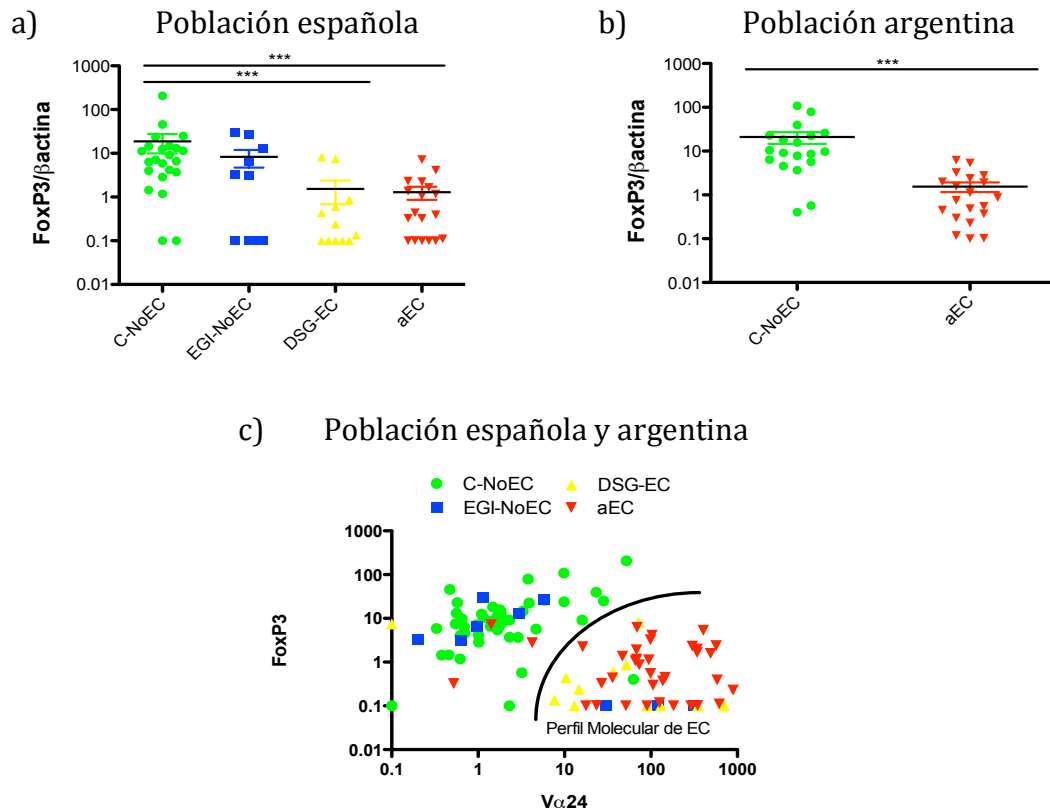 a) Población española
***
***
1000
100
10
1
0.1
0.01
FoxP3/βactina
C-NoEC
EGI-NoEC
DSG-EC
aEC
b) Población argentina
***
1000
100
10
1
0.1
0.01
FoxP3/βactina
C-NoEC
aEC
c) Población española y argentina
C-NoEC DSG-EC
EGI-NoEC aEC
1000
100
10
1
0.1
0.01
FoxP3
Perfil Molecular de EC
0.1 1 10 100 1000
Vα24